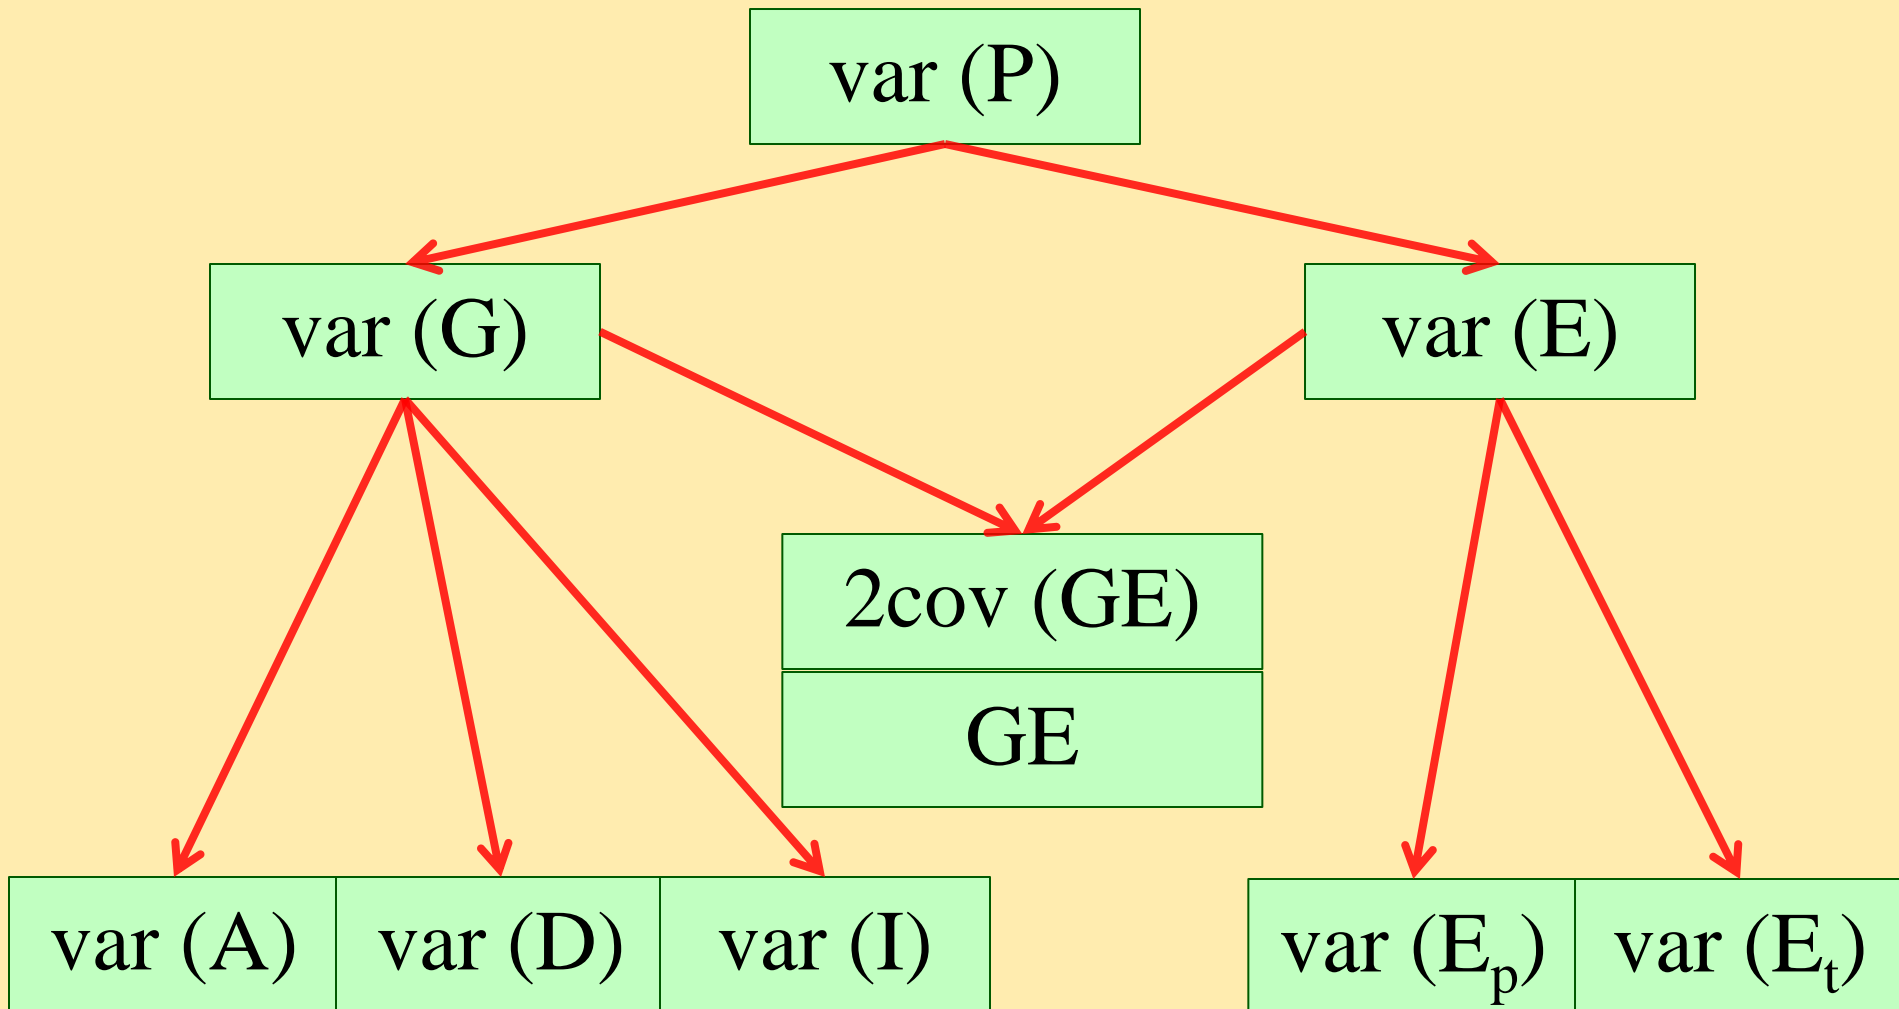 var (P)
var (G)
var (E)
2cov (GE)
GE
var (A)
var (D)
var (I)
var (Eₚ)
var (Eₜ)